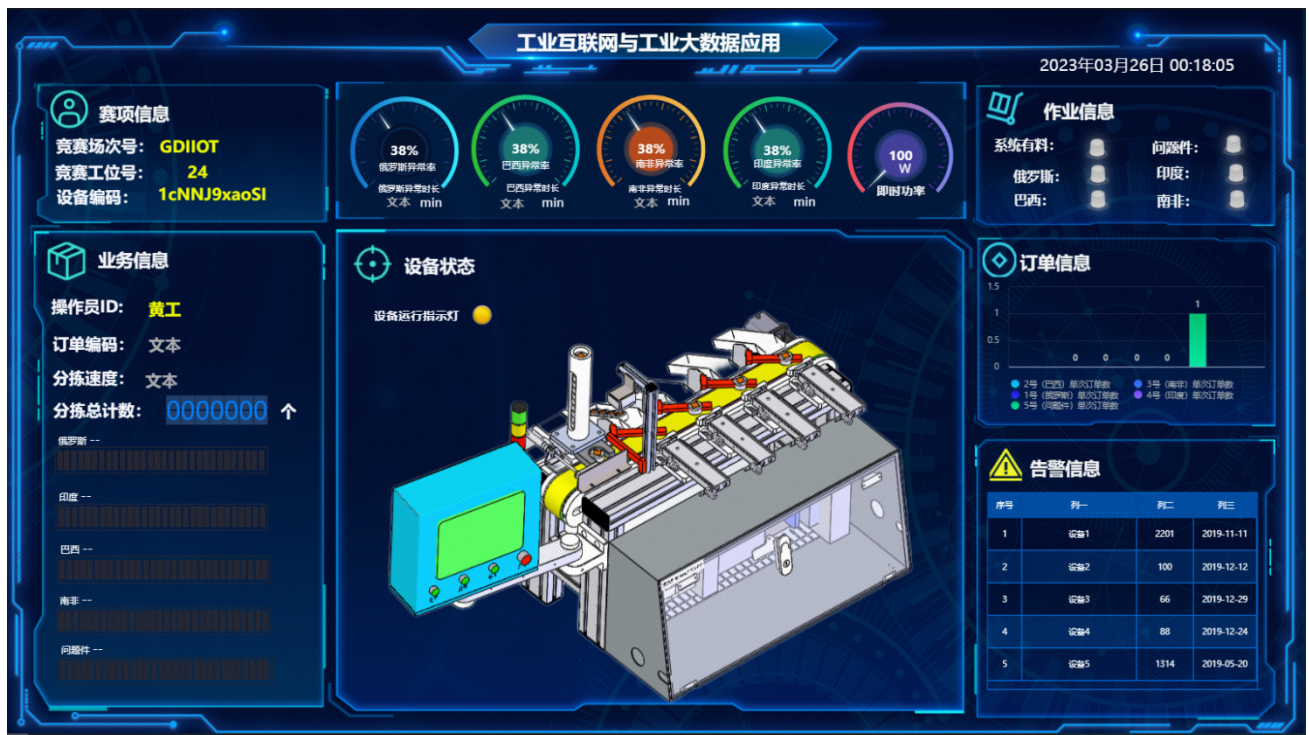 工业互联网与工业大数据应用
2023年03月26日 00:18:05
赛项信息
竞赛场次号： GDIIOT
竞赛工位号： 24
设备编码： 1cNNJ9xaoSI
38%
俄罗斯异常率
俄罗斯异常时长
文本 min
38%
巴西异常率
巴西异常时长
文本 min
38%
南非异常率
南非异常时长
文本 min
38%
印度异常率
印度异常时长
文本 min
100
W
即时功率
作业信息
系统有料： 问题件：
俄罗斯： 印度：
巴西： 南非：
业务信息
操作员ID： 黄工
订单编码： 文本
分拣速度： 文本
分拣总计数： 0000000 个
俄罗斯 --
印度 --
巴西 --
南非 --
问题件 --
设备状态
设备运行指示灯
订单信息
1.5
1
0.5
0
0 0 0 0 1
2号（巴西）单次订单数 3号（南非）单次订单数
1号（俄罗斯）单次订单数 4号（印度）单次订单数
5号（问题件）单次订单数
告警信息
序号 列一 列二 列三
1 设备1 2201 2019-11-11
2 设备2 100 2019-12-12
3 设备3 66 2019-12-29
4 设备4 88 2019-12-24
5 设备5 1314 2019-05-20